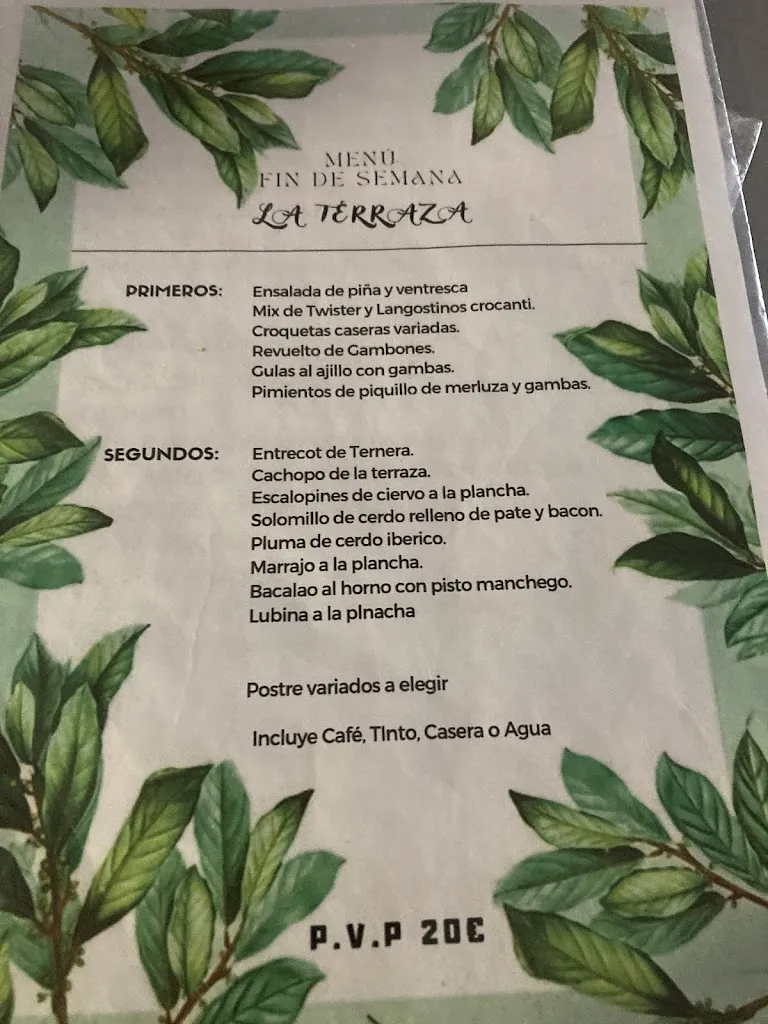 MENÚ
FIN DE SEMANA
LA TERRAZA
PRIMEROS: Ensalada de piña y ventresca
Mix de Twister y Langostinos crocanti.
Croquetas caseras variadas.
Revuelto de Gambones.
Gulas al ajillo con gambas.
Pimientos de piquillo de merluza y gambas.
SEGUNDOS: Entrecot de Ternera.
Cachopo de la terraza.
Escalopines de ciervo a la plancha.
Solomillo de cerdo relleno de pate y bacon.
Pluma de cerdo iberico.
Marrajo a la plancha.
Bacalao al horno con pisto manchego.
Lubina a la plnacha
Postre variados a elegir
Incluye Café, TInto, Casera o Agua
P.V.P 20€